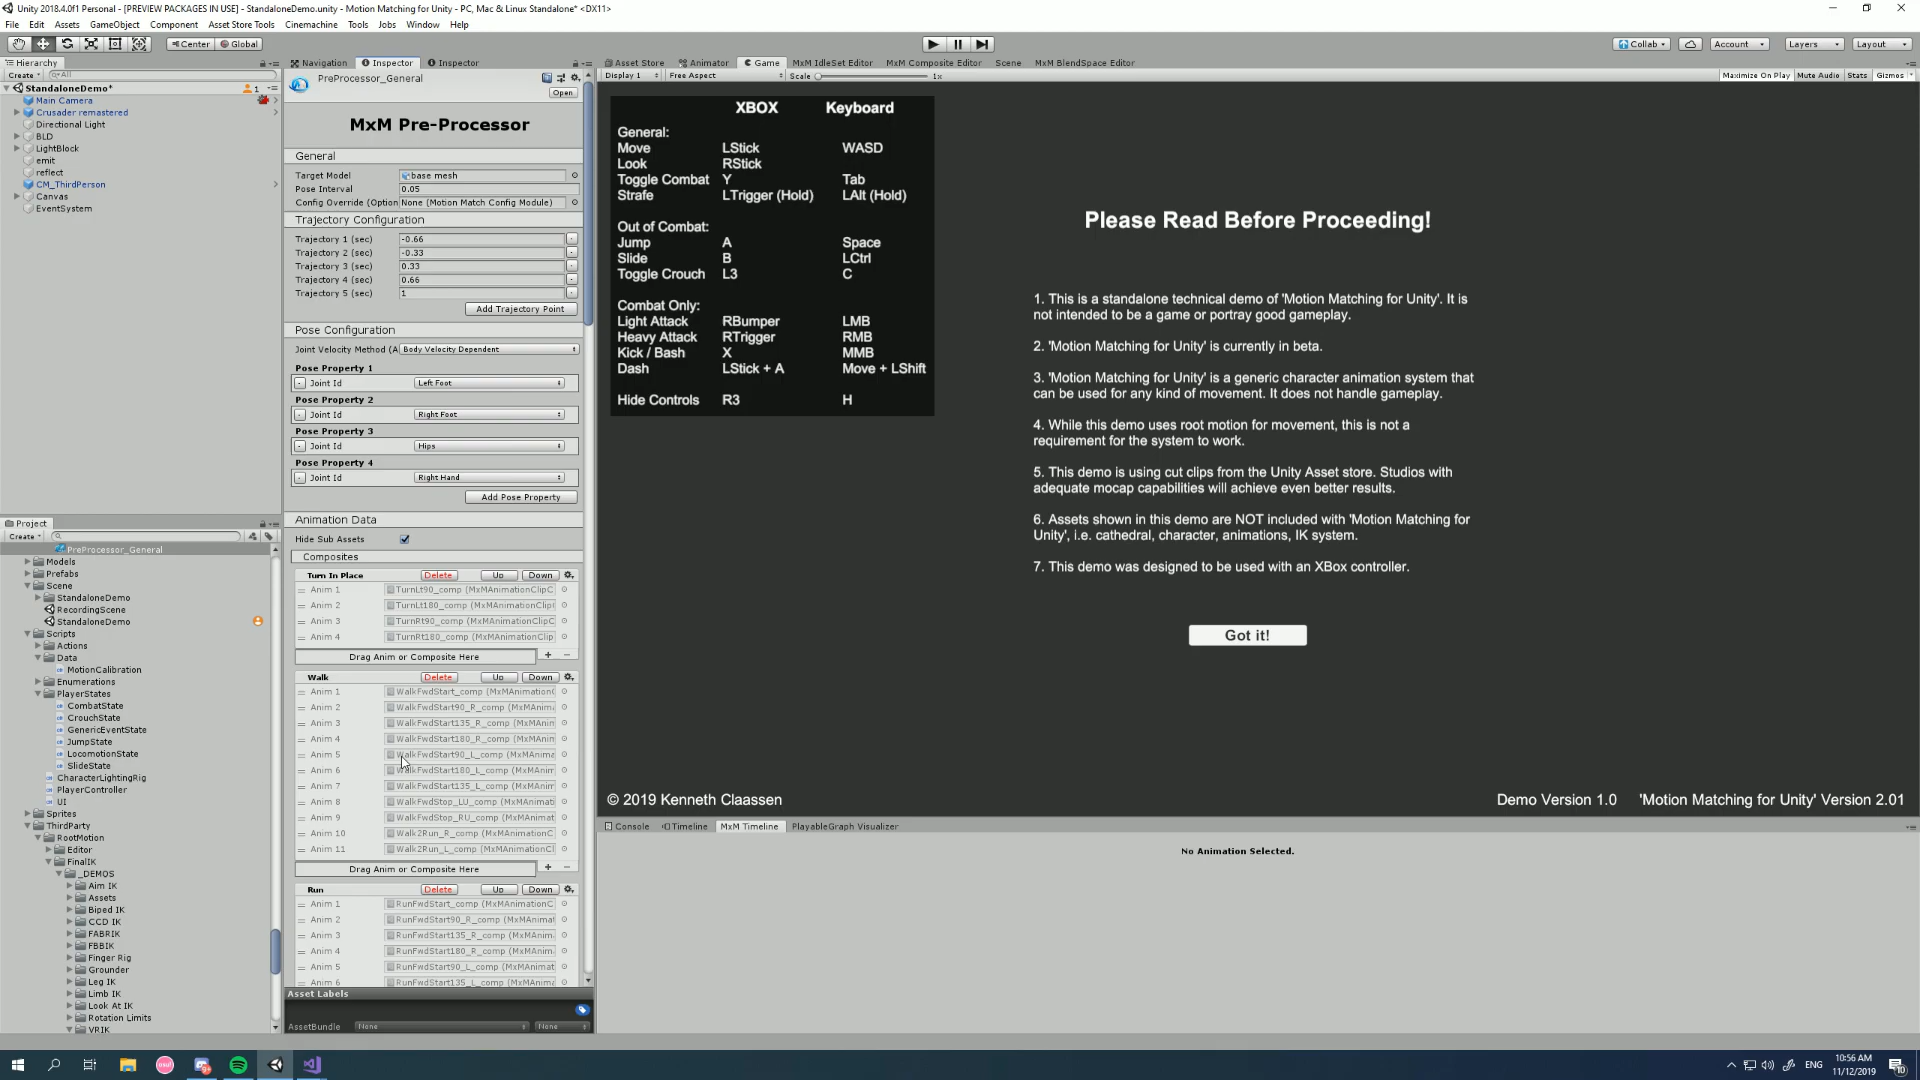 Unity 2018.4.0f1 Personal - [PREVIEW PACKAGES IN USE] - StandaloneDemo.unity - Motion Matching for Unity - PC, Mac & Linux Standalone* <DX11>
File Edit Assets GameObject Component Asset Store Tools Cinemachine Tools Jobs Window Help
Center Global Collab Account Layers Layout
Hierarchy
Create All
StandaloneDemo* 1
Main Camera
Crusader remastered
Directional Light
BLD
LightBlock
emit
reflect
CM_ThirdPerson
Canvas
EventSystem
Project
Create
PreProcessor_General
Models
Prefabs
Scene
StandaloneDemo
RecordingScene
StandaloneDemo
Scripts
Actions
Data
MotionCalibration
Enumerations
PlayerStates
CombatState
CrouchState
GenericEventState
JumpState
LocomotionState
SlideState
CharacterLightingRig
PlayerController
UI
Sprites
ThirdParty
RootMotion
Editor
FinalIK
_DEMOS
Aim IK
Assets
Biped IK
CCD IK
FABRIK
FBBIK
Finger Rig
Grounder
Leg IK
Limb IK
Look At IK
Rotation Limits
VRIK
Navigation Inspector Inspector
PreProcessor_General
Open
MxM Pre-Processor
General
Target Model base mesh
Pose Interval 0.05
Config Override (Option None (Motion Match Config Module)
Trajectory Configuration
Trajectory 1 (sec) -0.66
Trajectory 2 (sec) -0.33
Trajectory 3 (sec) 0.33
Trajectory 4 (sec) 0.66
Trajectory 5 (sec) 1
Add Trajectory Point
Pose Configuration
Joint Velocity Method (A Body Velocity Dependent
Pose Property 1
- Joint Id Left Foot
Pose Property 2
- Joint Id Right Foot
Pose Property 3
- Joint Id Hips
Pose Property 4
- Joint Id Right Hand
Add Pose Property
Animation Data
Hide Sub Assets
Composites
Turn In Place Delete Up Down
Anim 1 TurnLt90_comp (MxMAnimationClipC
Anim 2 TurnLt180_comp (MxMAnimationClip
Anim 3 TurnRt90_comp (MxMAnimationClipC
Anim 4 TurnRt180_comp (MxMAnimationClip
Drag Anim or Composite Here + -
Walk Delete Up Down
Anim 1 WalkFwdStart_comp (MxMAnimation
Anim 2 WalkFwdStart90_R_comp (MxMAnim
Anim 3 WalkFwdStart135_R_comp (MxMAnim
Anim 4 WalkFwdStart180_R_comp (MxMAnim
Anim 5 WalkFwdStart90_L_comp (MxMAnima
Anim 6 WalkFwdStart180_L_comp (MxMAnim
Anim 7 WalkFwdStart135_L_comp (MxMAnim
Anim 8 WalkFwdStop_LU_comp (MxMAnimat
Anim 9 WalkFwdStop_RU_comp (MxMAnimat
Anim 10 Walk2Run_R_comp (MxMAnimationC
Anim 11 Walk2Run_L_comp (MxMAnimationCl
Drag Anim or Composite Here + -
Run Delete Up Down
Anim 1 RunFwdStart_comp (MxMAnimationC
Anim 2 RunFwdStart90_R_comp (MxMAnimat
Anim 3 RunFwdStart135_R_comp (MxMAnim
Anim 4 RunFwdStart180_R_comp (MxMAnim
Anim 5 RunFwdStart90_L_comp (MxMAnimat
Anim 6 RunFwdStart135_L_comp (MxMAnima
Asset Labels
AssetBundle None None
Asset Store Animator Game MxM IdleSet Editor MxM Composite Editor Scene MxM BlendSpace Editor
Display 1 Free Aspect Scale 1x Maximize On Play Mute Audio Stats Gizmos
XBOX Keyboard
General:
Move LStick WASD
Look RStick
Toggle Combat Y Tab
Strafe LTrigger (Hold) LAlt (Hold)
Out of Combat:
Jump A Space
Slide B LCtrl
Toggle Crouch L3 C
Combat Only:
Light Attack RBumper LMB
Heavy Attack RTrigger RMB
Kick / Bash X MMB
Dash LStick + A Move + LShift
Hide Controls R3 H
Please Read Before Proceeding!
1. This is a standalone technical demo of 'Motion Matching for Unity'. It is
not intended to be a game or portray good gameplay.
2. 'Motion Matching for Unity' is currently in beta.
3. 'Motion Matching for Unity' is a generic character animation system that
can be used for any kind of movement. It does not handle gameplay.
4. While this demo uses root motion for movement, this is not a
requirement for the system to work.
5. This demo is using cut clips from the Unity Asset store. Studios with
adequate mocap capabilities will achieve even better results.
6. Assets shown in this demo are NOT included with 'Motion Matching for
Unity', i.e. cathedral, character, animations, IK system.
7. This demo was designed to be used with an XBox controller.
Got it!
© 2019 Kenneth Claassen Demo Version 1.0 'Motion Matching for Unity' Version 2.01
Console Timeline MxM Timeline PlayableGraph Visualizer
No Animation Selected.
ENG
10:56 AM
11/12/2019